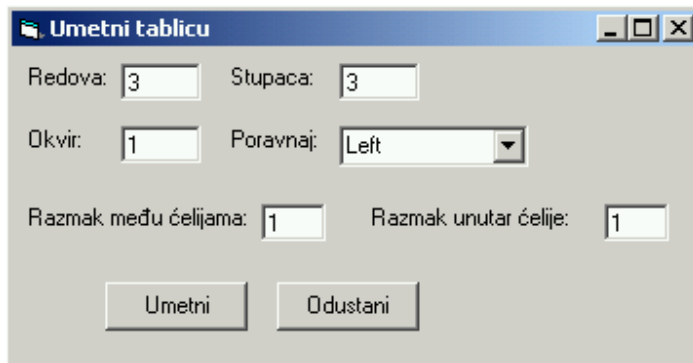 Umetni tablicu
Redova: 3 Stupaca: 3
Okvir: 1 Poravnaj: Left
Razmak među ćelijama: 1 Razmak unutar ćelije: 1
Umetni Odustani